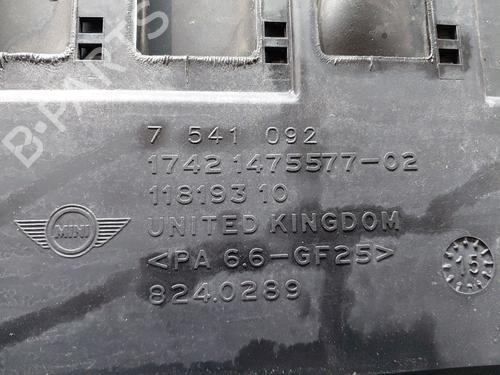 B-PARTS
7 541 092
1742 1475577-02
118193 10
UNITED KINGDOM
MINI
<PA 6.6-GF25>
15
824.0289